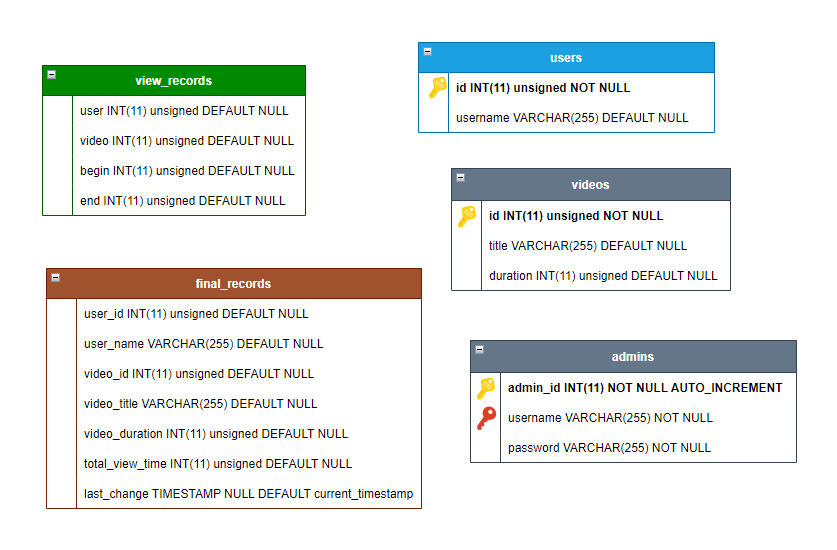 view_records
user INT(11) unsigned DEFAULT NULL
video INT(11) unsigned DEFAULT NULL
begin INT(11) unsigned DEFAULT NULL
end INT(11) unsigned DEFAULT NULL
users
id INT(11) unsigned NOT NULL
username VARCHAR(255) DEFAULT NULL
videos
id INT(11) unsigned NOT NULL
title VARCHAR(255) DEFAULT NULL
duration INT(11) unsigned DEFAULT NULL
final_records
user_id INT(11) unsigned DEFAULT NULL
user_name VARCHAR(255) DEFAULT NULL
video_id INT(11) unsigned DEFAULT NULL
video_title VARCHAR(255) DEFAULT NULL
video_duration INT(11) unsigned DEFAULT NULL
total_view_time INT(11) unsigned DEFAULT NULL
last_change TIMESTAMP NULL DEFAULT current_timestamp
admins
admin_id INT(11) NOT NULL AUTO_INCREMENT
username VARCHAR(255) NOT NULL
password VARCHAR(255) NOT NULL